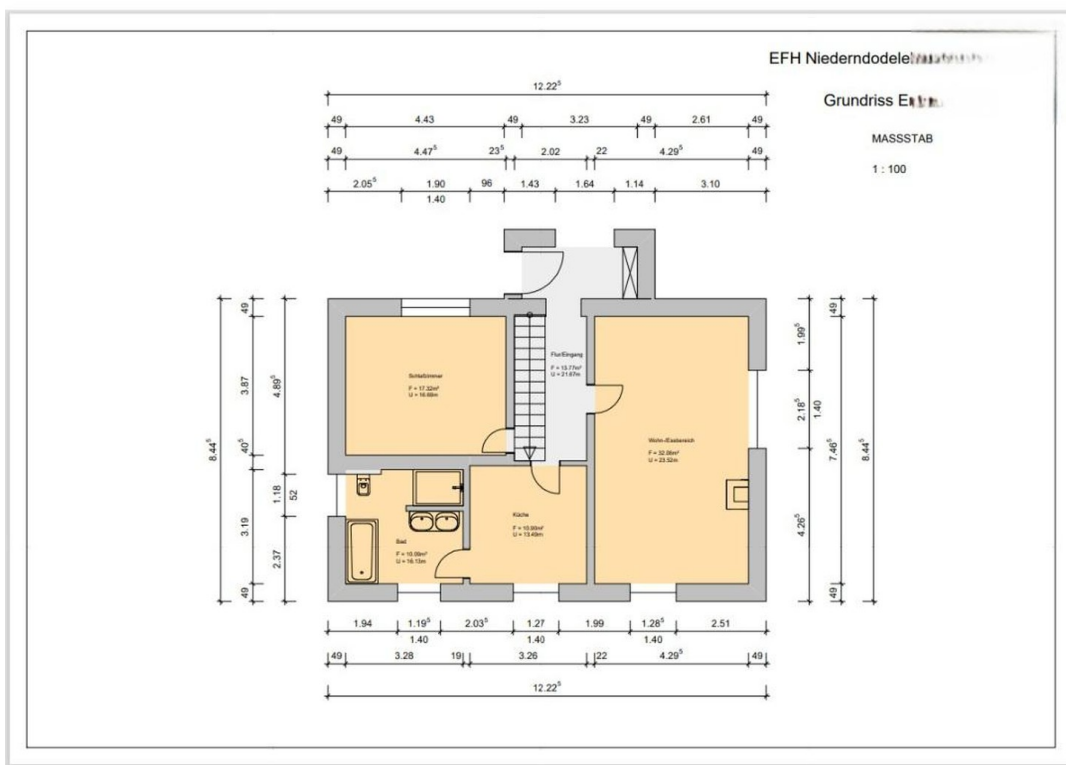 EFH Niederndodele
Grundriss
MASSSTAB
1 : 100
12.22⁵
49 4.43 49 3.23 49 2.61 49
49 4.47⁵ 23⁵ 2.02 22 4.29⁵ 49
2.05⁵ 1.90 96 1.43 1.64 1.14 3.10
1.40
8.44⁵
49 3.87 40⁵ 3.19 49
4.89⁵ 1.18 2.37
52
Schlafzimmer
F = 17.32m²
U = 16.69m
Flur/Eingang
F = 13.77m²
U = 21.67m
Wohn-/Essbereich
F = 32.06m²
U = 23.52m
Küche
U = 13.49m
Bad
F = 10.09m²
U = 16.13m
1.99⁵ 2.18⁵ 4.26⁵
1.40
49 7.46⁵ 49
8.44⁵
1.94 1.19⁵ 2.03⁵ 1.27 1.99 1.28⁵ 2.51
1.40 1.40 1.40
49 3.28 19 3.26 22 4.29⁵ 49
12.22⁵